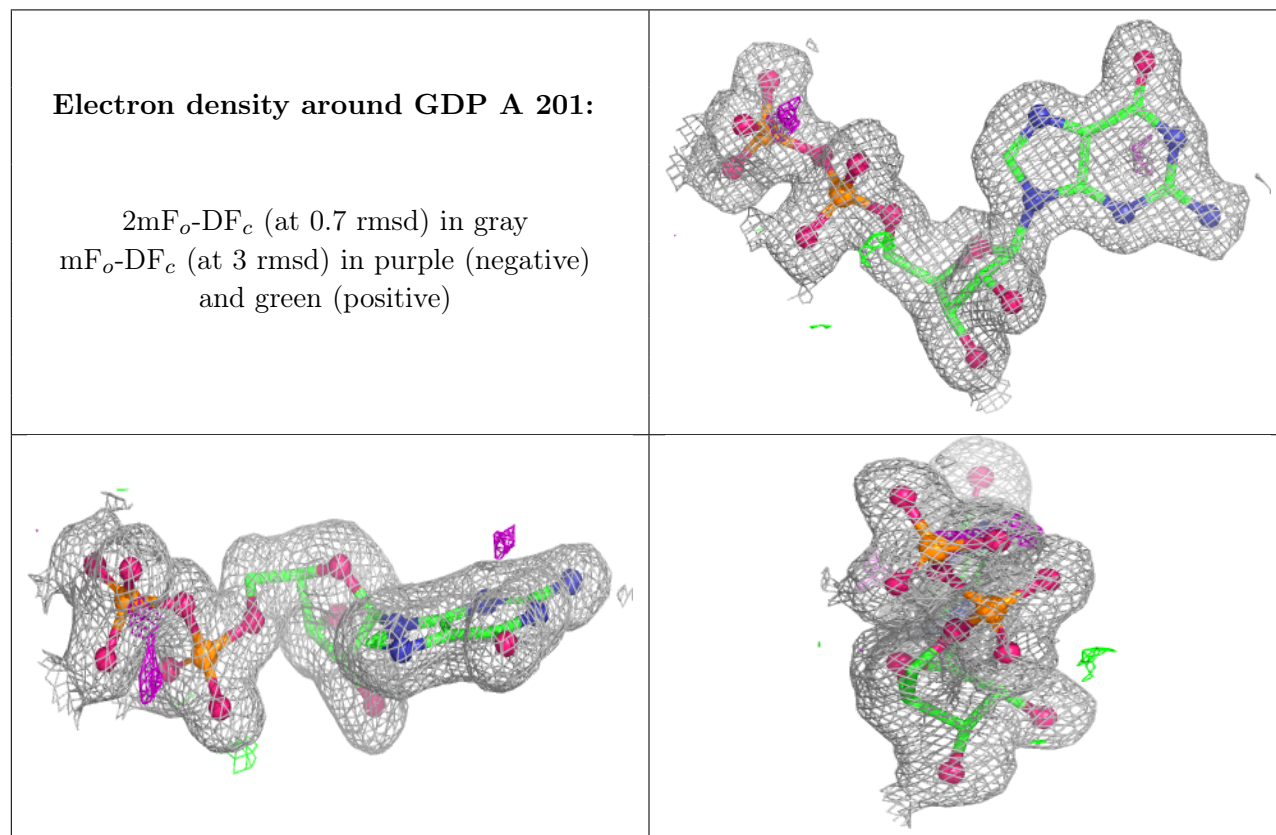 Electron density around GDP A 201:
2mFₒ-DF𝒸 (at 0.7 rmsd) in gray
mFₒ-DF𝒸 (at 3 rmsd) in purple (negative)
and green (positive)